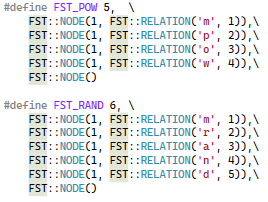 #define FST_POW 5,  \
    FST::NODE(1, FST::RELATION('m', 1)),\
    FST::NODE(1, FST::RELATION('p', 2)),\
    FST::NODE(1, FST::RELATION('o', 3)),\
    FST::NODE(1, FST::RELATION('w', 4)),\
    FST::NODE()
#define FST_RAND 6, \
    FST::NODE(1, FST::RELATION('m', 1)),\
    FST::NODE(1, FST::RELATION('r', 2)),\
    FST::NODE(1, FST::RELATION('a', 3)),\
    FST::NODE(1, FST::RELATION('n', 4)),\
    FST::NODE(1, FST::RELATION('d', 5)),\
    FST::NODE()